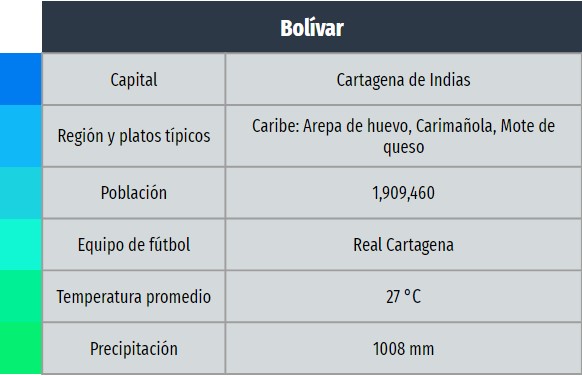 Bolívar
Capital
Cartagena de Indias
Región y platos típicos
Caribe: Arepa de huevo, Carimañola, Mote de
queso
Población
1,909,460
Equipo de fútbol
Real Cartagena
Temperatura promedio
27 °C
Precipitación
1008 mm